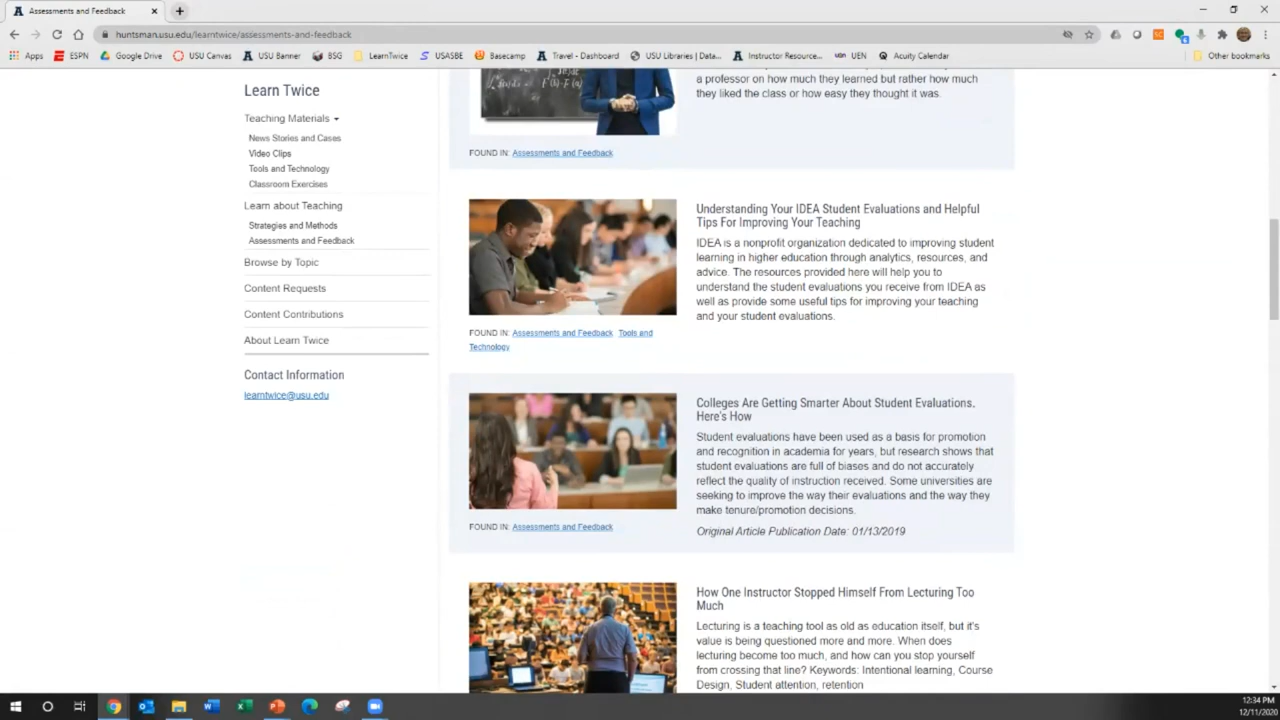 Assessments and Feedback
huntsman.usu.edu/learntwice/assessments-and-feedback
Apps ESPN Google Drive USU Canvas USU Banner BSG LearnTwice USASBE Basecamp Travel - Dashboard USU Libraries | Data... Instructor Resource... UEN Acuity Calendar Other bookmarks
Learn Twice
Teaching Materials
News Stories and Cases
Video Clips
Tools and Technology
Classroom Exercises
Learn about Teaching
Strategies and Methods
Assessments and Feedback
Browse by Topic
Content Requests
Content Contributions
About Learn Twice
Contact Information
learntwice@usu.edu
a professor on how much they learned but rather how much
they liked the class or how easy they thought it was.
FOUND IN: Assessments and Feedback
Understanding Your IDEA Student Evaluations and Helpful
Tips For Improving Your Teaching
IDEA is a nonprofit organization dedicated to improving student
learning in higher education through analytics, resources, and
advice. The resources provided here will help you to
understand the student evaluations you receive from IDEA as
well as provide some useful tips for improving your teaching
and your student evaluations.
FOUND IN: Assessments and Feedback Tools and
Technology
Colleges Are Getting Smarter About Student Evaluations.
Here's How
Student evaluations have been used as a basis for promotion
and recognition in academia for years, but research shows that
student evaluations are full of biases and do not accurately
reflect the quality of instruction received. Some universities are
seeking to improve the way their evaluations and the way they
make tenure/promotion decisions.
Original Article Publication Date: 01/13/2019
FOUND IN: Assessments and Feedback
How One Instructor Stopped Himself From Lecturing Too
Much
Lecturing is a teaching tool as old as education itself, but it's
value is being questioned more and more. When does
lecturing become too much, and how can you stop yourself
from crossing that line? Keywords: Intentional learning, Course
Design, Student attention, retention
12:34 PM
12/11/2020